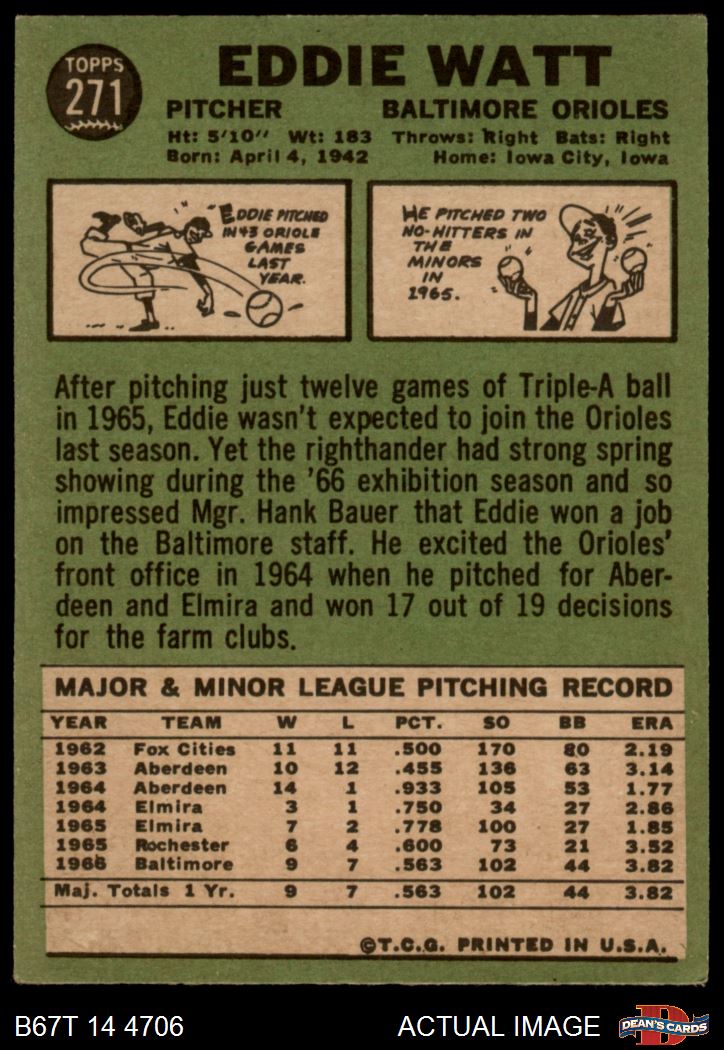 TOPPS
271
EDDIE WATT
PITCHER BALTIMORE ORIOLES
Ht: 5'10" Wt: 183 Throws: Right Bats: Right
Born: April 4, 1942 Home: Iowa City, Iowa
EDDIE PITCHED
IN 43 ORIOLE
GAMES
LAST
YEAR.
HE PITCHED TWO
NO-HITTERS IN
THE
MINORS
IN
1965.
After pitching just twelve games of Triple-A ball
in 1965, Eddie wasn't expected to join the Orioles
last season. Yet the righthander had strong spring
showing during the '66 exhibition season and so
impressed Mgr. Hank Bauer that Eddie won a job
on the Baltimore staff. He excited the Orioles'
front office in 1964 when he pitched for Aber-
deen and Elmira and won 17 out of 19 decisions
for the farm clubs.
MAJOR & MINOR LEAGUE PITCHING RECORD
YEAR TEAM W L PCT. SO BB ERA
1962 Fox Cities 11 11 .500 170 80 2.19
1963 Aberdeen 10 12 .455 136 63 3.14
1964 Aberdeen 14 1 .933 105 53 1.77
1964 Elmira 3 1 .750 34 27 2.86
1965 Elmira 7 2 .778 100 27 1.85
1965 Rochester 6 4 .600 73 21 3.52
1966 Baltimore 9 7 .563 102 44 3.82
Maj. Totals 1 Yr. 9 7 .563 102 44 3.82
©T.C.G. PRINTED IN U.S.A.
B67T 14 4706 ACTUAL IMAGE D DEAN'S CARDS